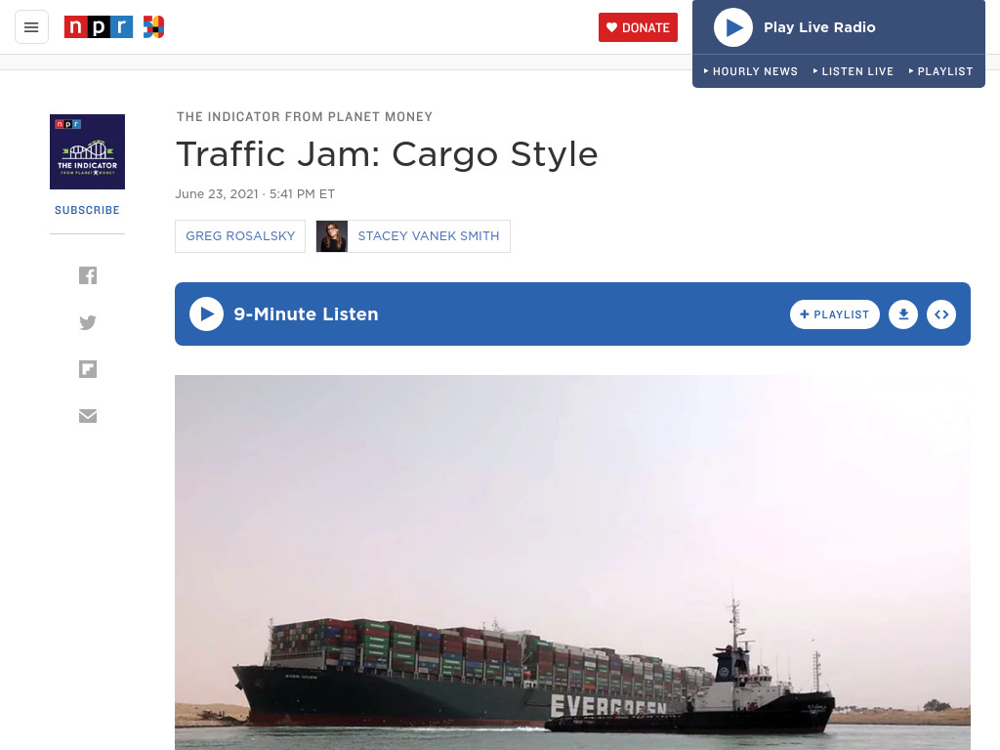 npr
DONATE
Play Live Radio
HOURLY NEWS
LISTEN LIVE
PLAYLIST
npr
THE INDICATOR
FROM PLANET MONEY
SUBSCRIBE
THE INDICATOR FROM PLANET MONEY
Traffic Jam: Cargo Style
June 23, 2021 · 5:41 PM ET
GREG ROSALSKY
STACEY VANEK SMITH
9-Minute Listen
+ PLAYLIST
EVER GIVEN
EVERGREEN